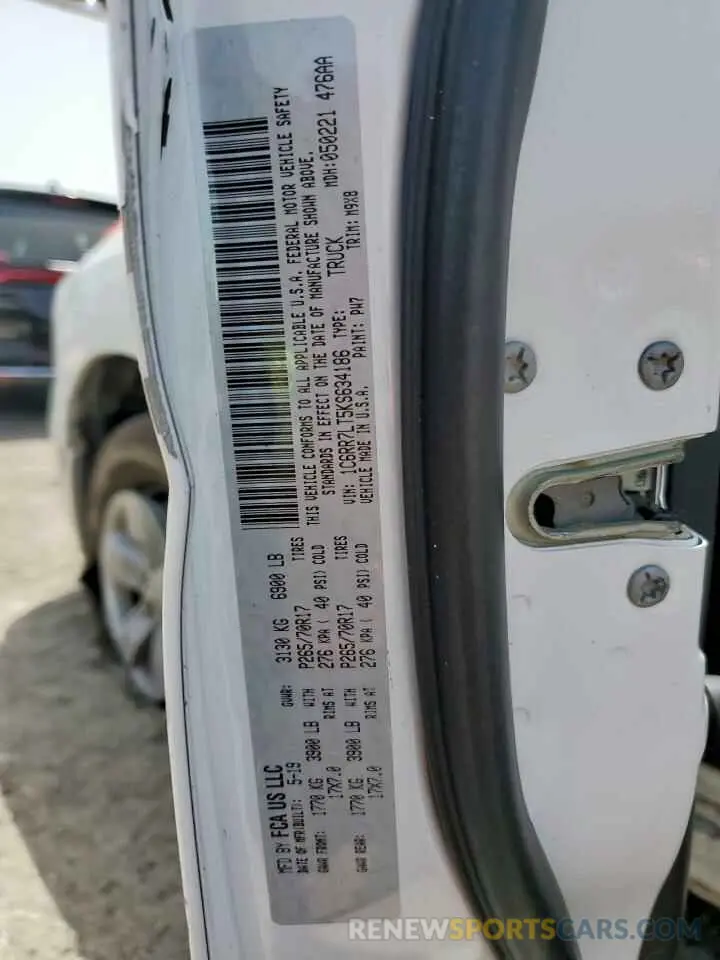 MFD BY FCA US LLC
DATE OF MFR(BUILT): 5-19 GVWR: 3130 KG 6900 LB
GAWR FRONT: 1770 KG 3900 LB WITH P265/70R17 TIRES
17X7.0 RIMS AT 276 KPA ( 40 PSI) COLD
GAWR REAR: 1770 KG 3900 LB WITH P265/70R17 TIRES
17X7.0 RIMS AT 276 KPA ( 40 PSI) COLD
THIS VEHICLE CONFORMS TO ALL APPLICABLE U.S.A. FEDERAL MOTOR VEHICLE SAFETY
STANDARDS IN EFFECT ON THE DATE OF MANUFACTURE SHOWN ABOVE.
VIN: 1C6RR7LT5KS634186 TYPE: TRUCK MDH:050221 476AA
VEHICLE MADE IN U.S.A. PAINT: PW7 TRIM: M9X8
RENEWSPORTSCARS.COM